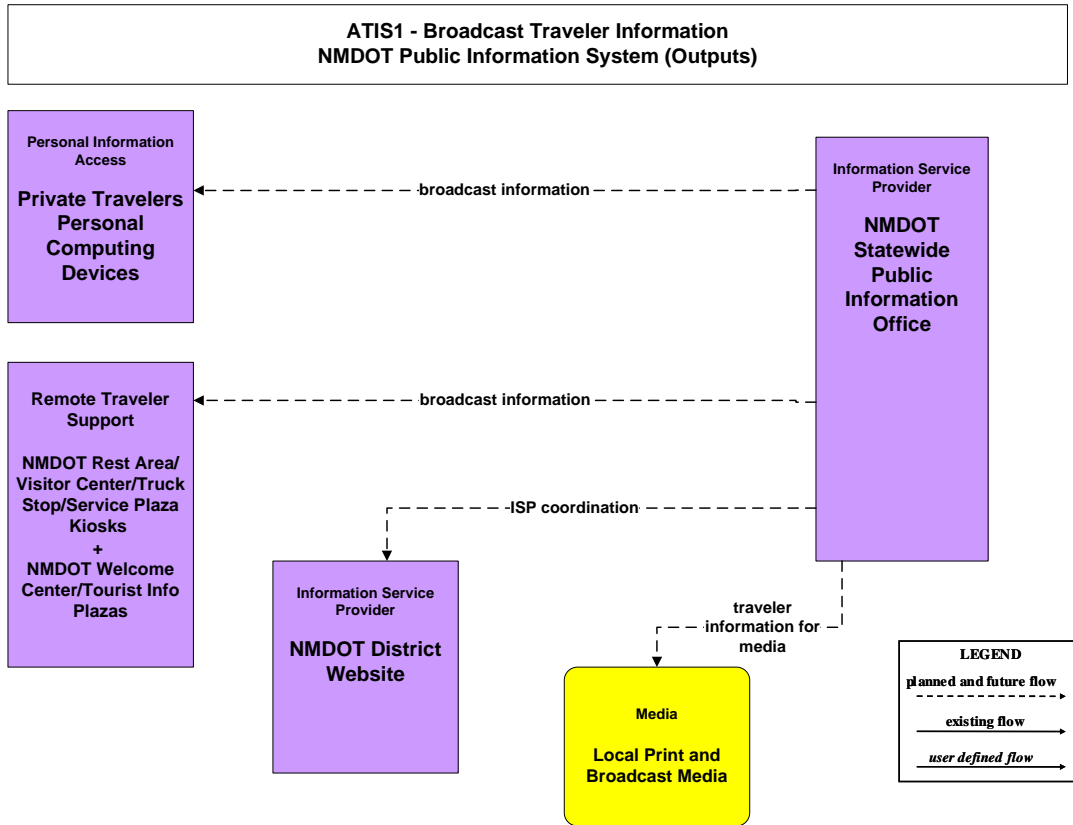 ATIS1 - Broadcast Traveler Information
NMDOT Public Information System (Outputs)
Personal Information
Access
Private Travelers
Personal
Computing
Devices
broadcast information
Information Service
Provider
NMDOT
Statewide
Public
Information
Office
Remote Traveler
Support
NMDOT Rest Area/
Visitor Center/Truck
Stop/Service Plaza
Kiosks
+
NMDOT Welcome
Center/Tourist Info
Plazas
broadcast information
ISP coordination
Information Service
Provider
NMDOT District
Website
traveler
information for
media
Media
Local Print and
Broadcast Media
LEGEND
planned and future flow
existing flow
user defined flow